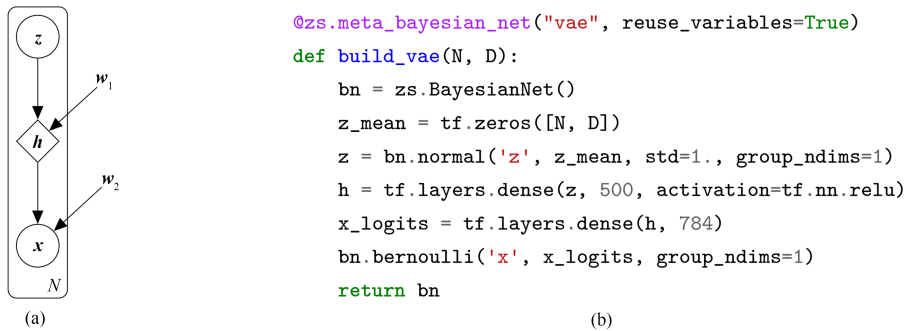 z
w1
h
w2
x
N
(a)
@zs.meta_bayesian_net("vae", reuse_variables=True)
def build_vae(N, D):
    bn = zs.BayesianNet()
    z_mean = tf.zeros([N, D])
    z = bn.normal('z', z_mean, std=1., group_ndims=1)
    h = tf.layers.dense(z, 500, activation=tf.nn.relu)
    x_logits = tf.layers.dense(h, 784)
    bn.bernoulli('x', x_logits, group_ndims=1)
    return bn
(b)